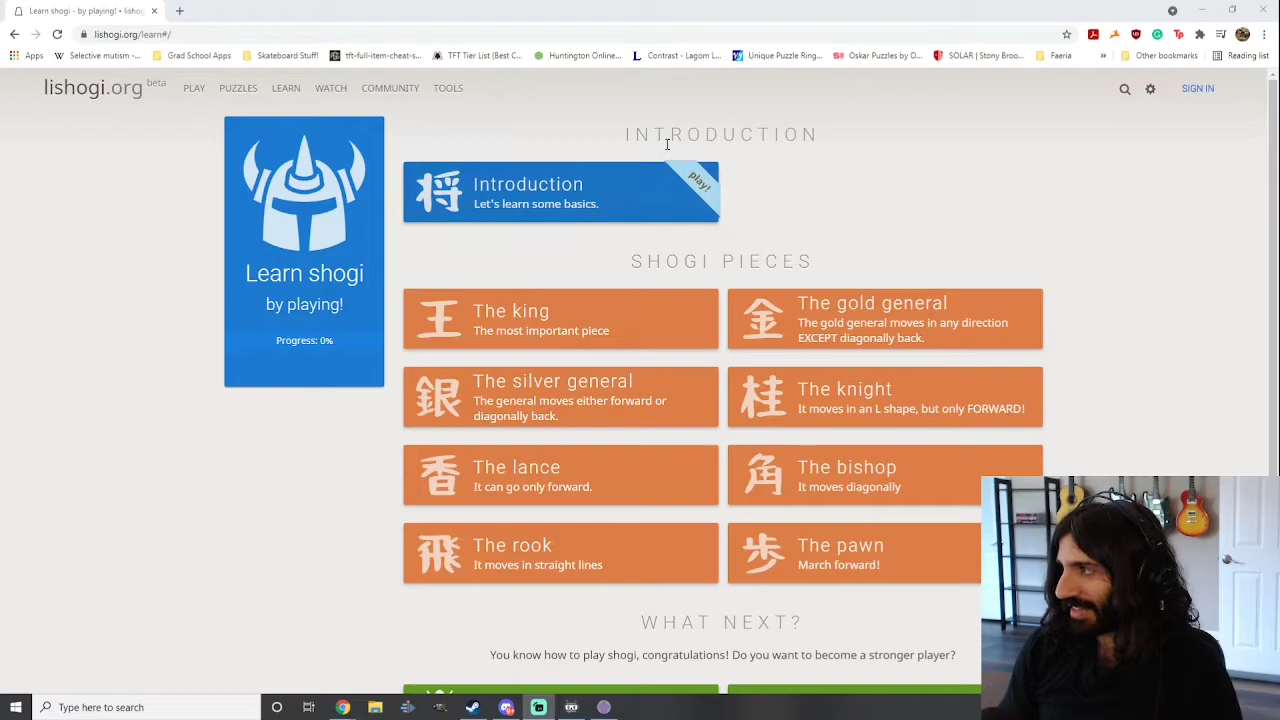 Learn shogi - by playing! • lishog
lishogi.org/learn#/
Apps
Selective mutism -...
Grad School Apps
Skateboard Stuff!
tft-full-item-cheat-s...
TFT Tier List (Best C...
Huntington Online...
Contrast - Lagom L...
Unique Puzzle Ring...
Oskar Puzzles by O...
SOLAR | Stony Broo...
Faeria
»
Other bookmarks
Reading list
lishogi.org beta
PLAY
PUZZLES
LEARN
WATCH
COMMUNITY
TOOLS
SIGN IN
Learn shogi
by playing!
Progress: 0%
INTRODUCTION
将
Introduction
Let's learn some basics.
play!
SHOGI PIECES
王
The king
The most important piece
金
The gold general
The gold general moves in any direction
EXCEPT diagonally back.
銀
The silver general
The general moves either forward or
diagonally back.
桂
The knight
It moves in an L shape, but only FORWARD!
香
The lance
It can go only forward.
角
The bishop
It moves diagonally
飛
The rook
It moves in straight lines
歩
The pawn
March forward!
WHAT NEXT?
You know how to play shogi, congratulations! Do you want to become a stronger player?
Type here to search